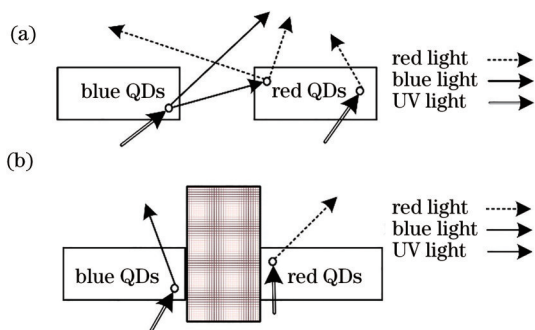 (a)
blue QDs
red QDs
red light
blue light
UV light
(b)
blue QDs
red QDs
red light
blue light
UV light